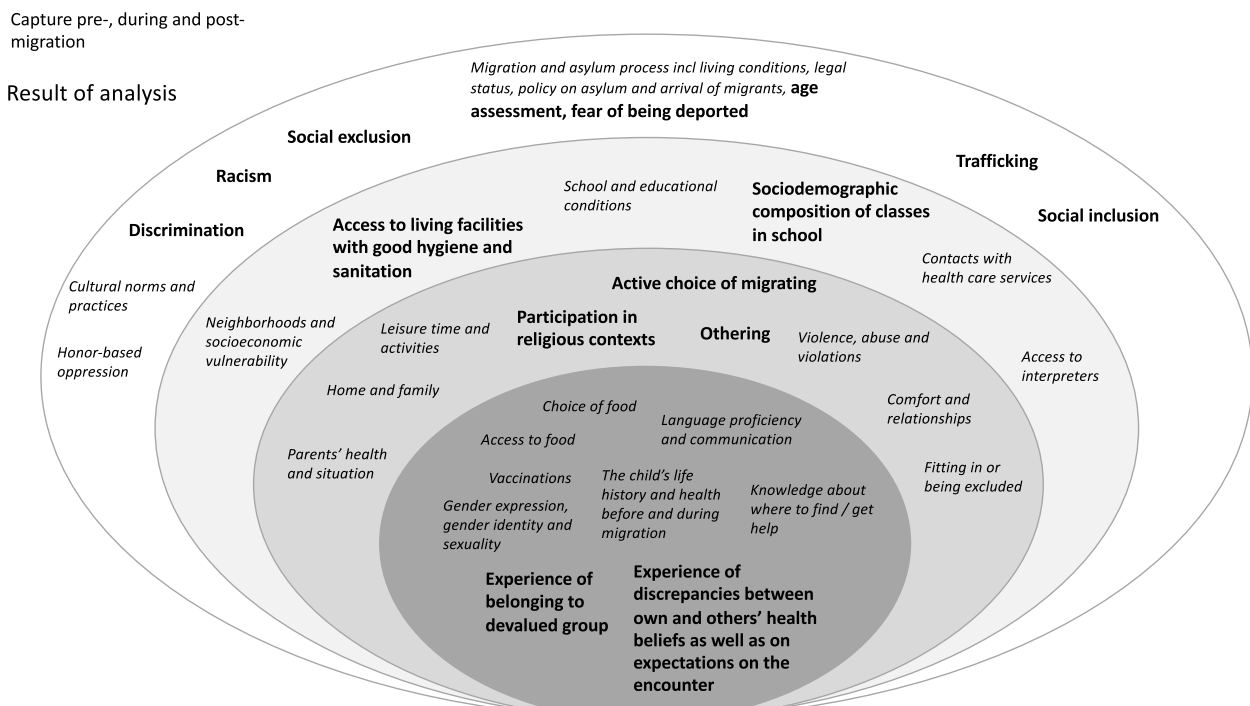 Capture pre-, during and post-
migration
Result of analysis
Migration and asylum process incl living conditions, legal
status, policy on asylum and arrival of migrants, age
assessment, fear of being deported
Social exclusion
Racism
Discrimination
Cultural norms and
practices
Honor-based
oppression
Trafficking
Social inclusion
School and educational
conditions
Sociodemographic
composition of classes
in school
Access to living facilities
with good hygiene and
sanitation
Contacts with
health care services
Neighborhoods and
socioeconomic
vulnerability
Access to
interpreters
Active choice of migrating
Participation in
religious contexts
Othering
Leisure time and
activities
Violence, abuse and
violations
Home and family
Comfort and
relationships
Parents’ health
and situation
Fitting in or
being excluded
Choice of food
Language proficiency
and communication
Access to food
Vaccinations
The child’s life
history and health
before and during
migration
Knowledge about
where to find / get
help
Gender expression,
gender identity and
sexuality
Experience of
belonging to
devalued group
Experience of
discrepancies between
own and others’ health
beliefs as well as on
expectations on the
encounter